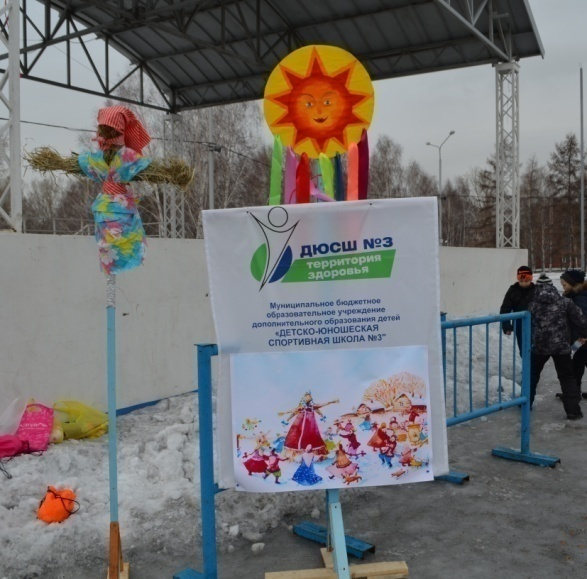 ДЮСШ №3
территория
здоровья
Муниципальное бюджетное
образовательное учреждение
дополнительного образования детей
«ДЕТСКО-ЮНОШЕСКАЯ
СПОРТИВНАЯ ШКОЛА №3"